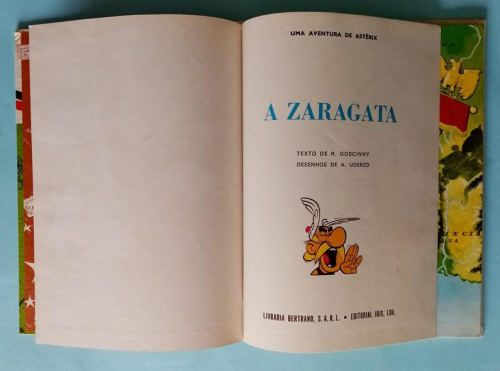 UMA AVENTURA DE ASTÉRIX
A ZARAGATA
TEXTO DE R. GOSCINNY
DESENHOS DE A. UDERZO
LIVRARIA BERTRAND, S. A. R. L. • EDITORIAL IBIS, LDA.